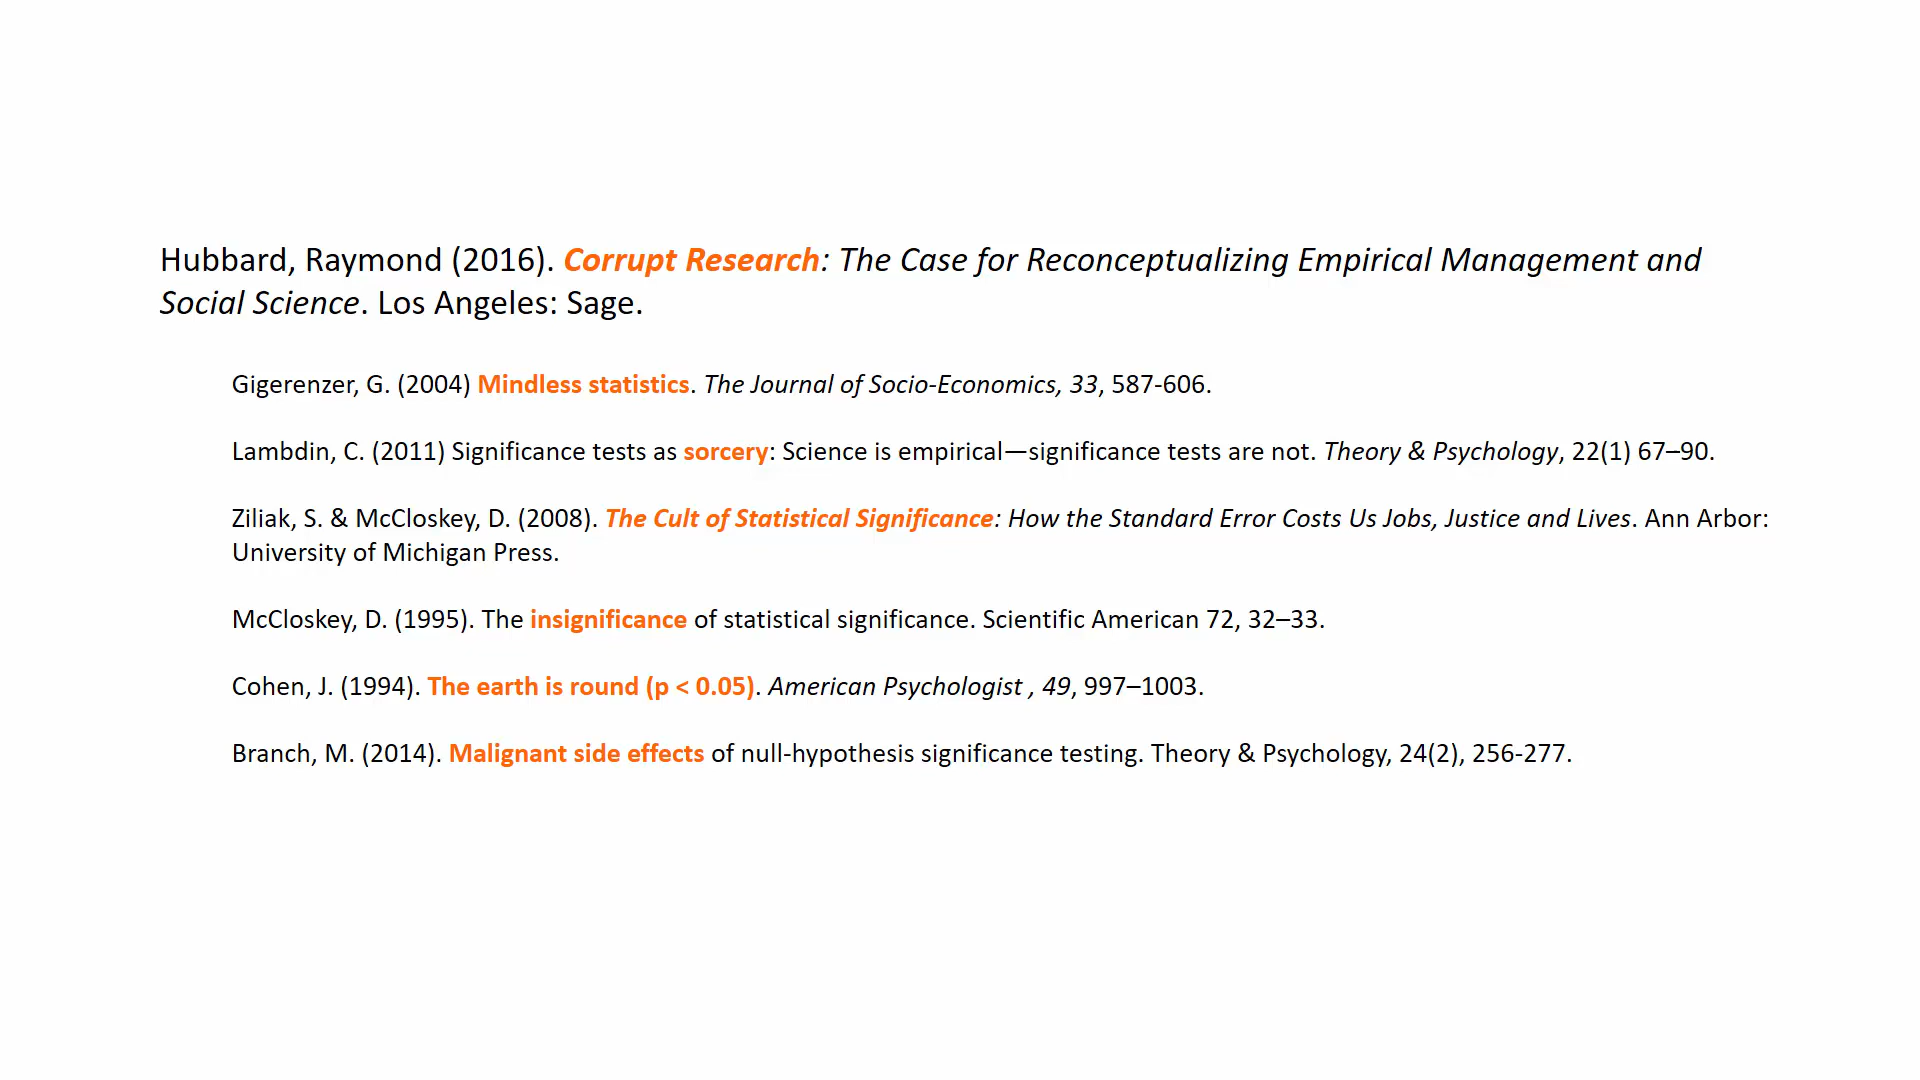 Hubbard, Raymond (2016). Corrupt Research: The Case for Reconceptualizing Empirical Management and
Social Science. Los Angeles: Sage.
Gigerenzer, G. (2004) Mindless statistics. The Journal of Socio-Economics, 33, 587-606.
Lambdin, C. (2011) Significance tests as sorcery: Science is empirical—significance tests are not. Theory & Psychology, 22(1) 67–90.
Ziliak, S. & McCloskey, D. (2008). The Cult of Statistical Significance: How the Standard Error Costs Us Jobs, Justice and Lives. Ann Arbor:
University of Michigan Press.
McCloskey, D. (1995). The insignificance of statistical significance. Scientific American 72, 32–33.
Cohen, J. (1994). The earth is round (p < 0.05). American Psychologist , 49, 997–1003.
Branch, M. (2014). Malignant side effects of null-hypothesis significance testing. Theory & Psychology, 24(2), 256-277.